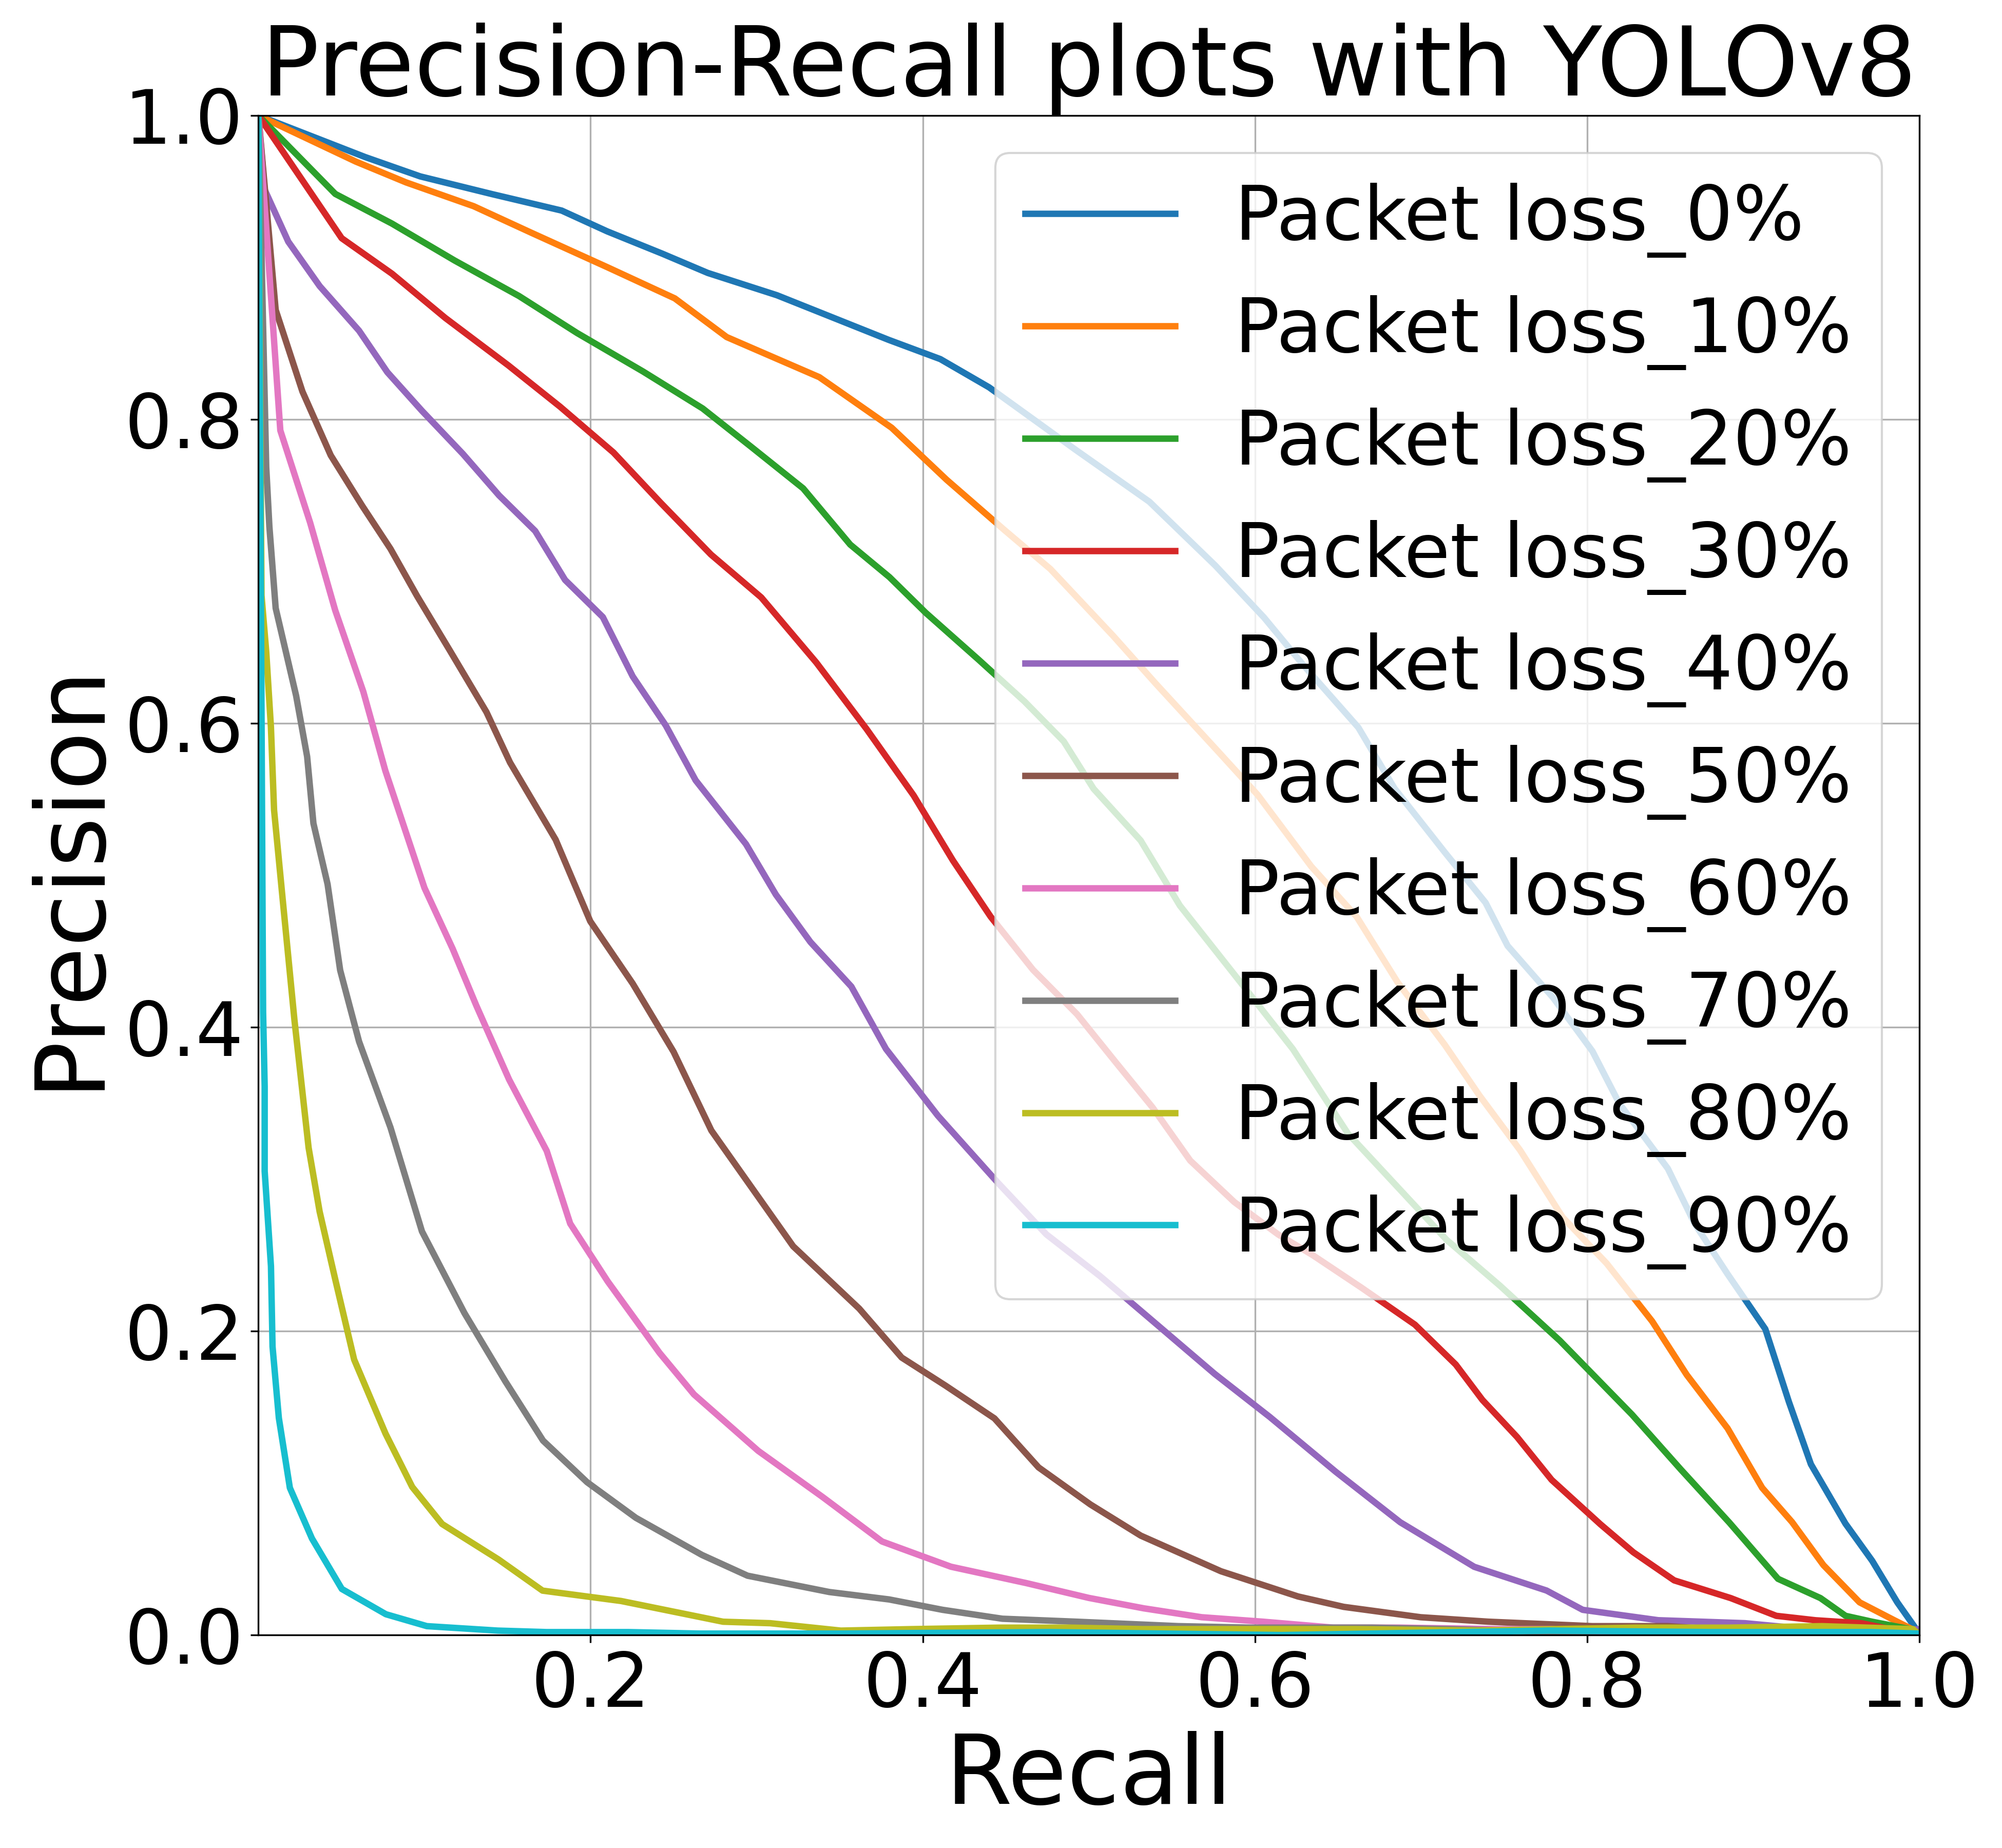 Precision-Recall plots with YOLOv8
1.0
0.8
0.6
0.4
0.2
0.0
Precision
Packet loss_0%
Packet loss_10%
Packet loss_20%
Packet loss_30%
Packet loss_40%
Packet loss_50%
Packet loss_60%
Packet loss_70%
Packet loss_80%
Packet loss_90%
0.2 0.4 0.6 0.8 1.0
Recall